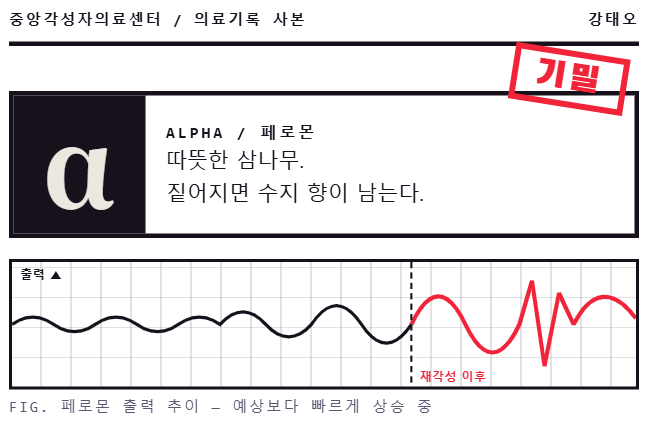 중앙각성자의료센터 / 의료기록 사본
강태오
기밀
α
ALPHA / 페로몬
따뜻한 삼나무.
짙어지면 수지 향이 남는다.
출력 ▲
재각성 이후
FIG. 페로몬 출력 추이 — 예상보다 빠르게 상승 중